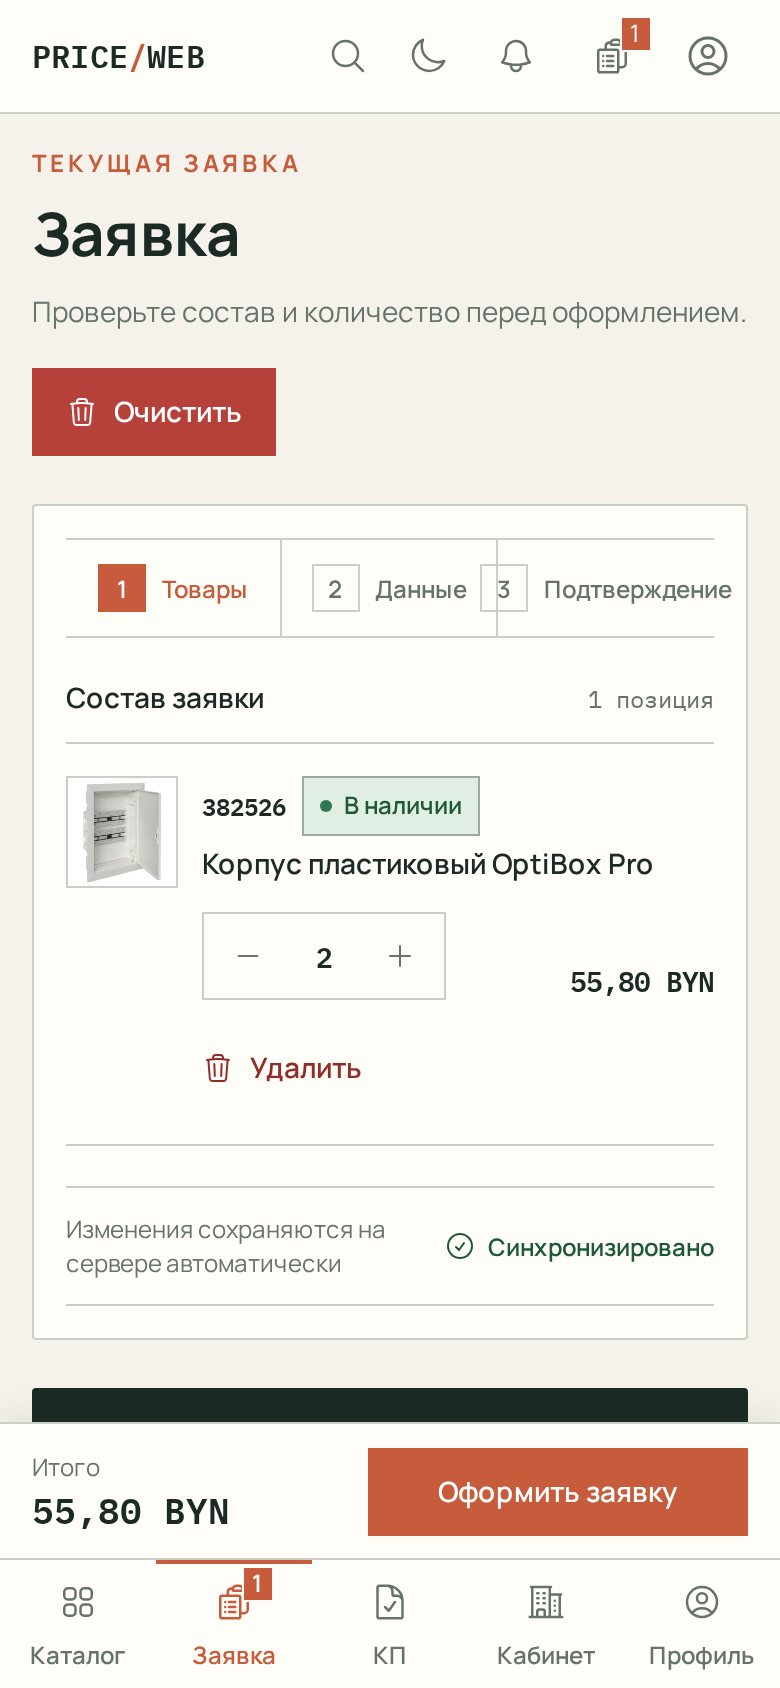 PRICE/WEB
1
ТЕКУЩАЯ ЗАЯВКА
Заявка
Проверьте состав и количество перед оформлением.
Очистить
1 Товары 2 Данные 3 Подтверждение
Состав заявки 1 позиция
382526 В наличии
Корпус пластиковый OptiBox Pro
2
55,80 BYN
Удалить
Изменения сохраняются на
сервере автоматически
Синхронизировано
Итого
55,80 BYN
Оформить заявку
1
Каталог Заявка КП Кабинет Профиль